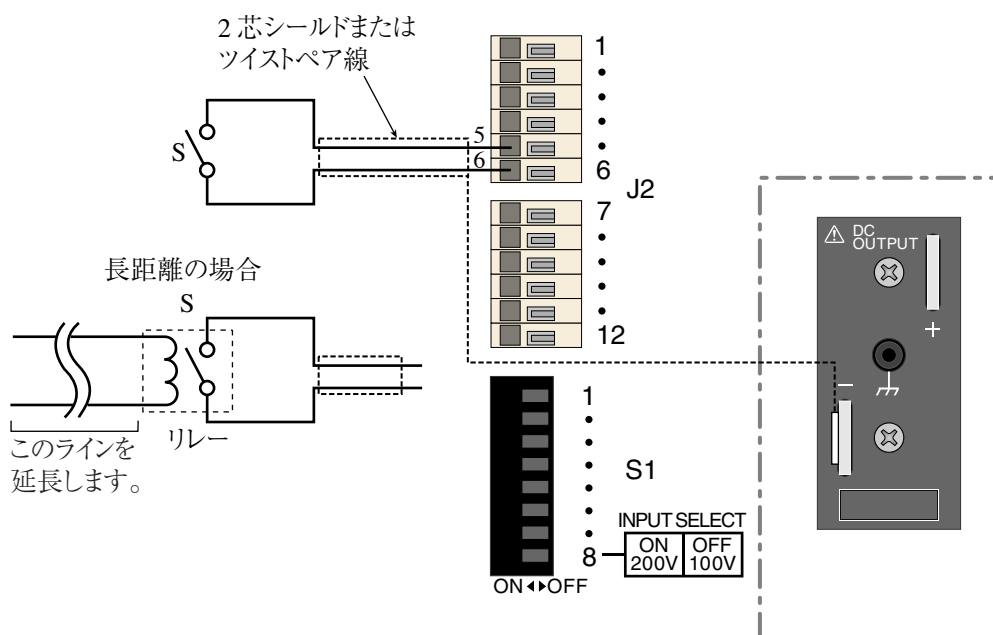 2 芯シールドまたは
ツイストペア線
1
5
S
6
6
J2
7
DC
OUTPUT
長距離の場合
S
12
+
−
1
このラインを
延長します。
リレー
S1
INPUT SELECT
8
ON
200V
OFF
100V
ON OFF